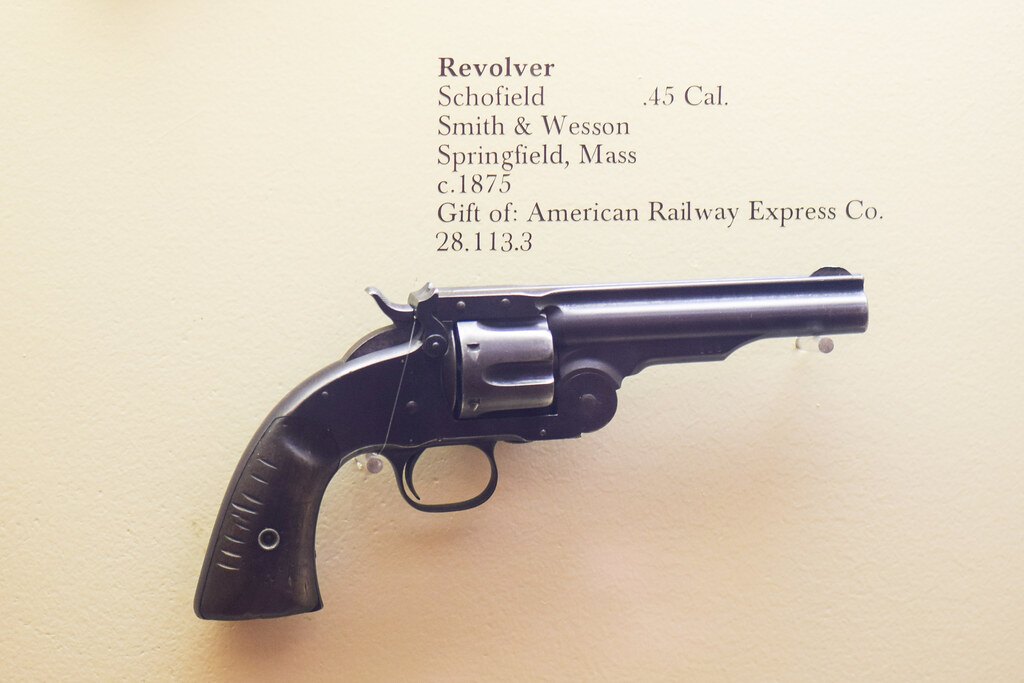 Revolver
Schofield .45 Cal.
Smith & Wesson
Springfield, Mass
c.1875
Gift of: American Railway Express Co.
28.113.3